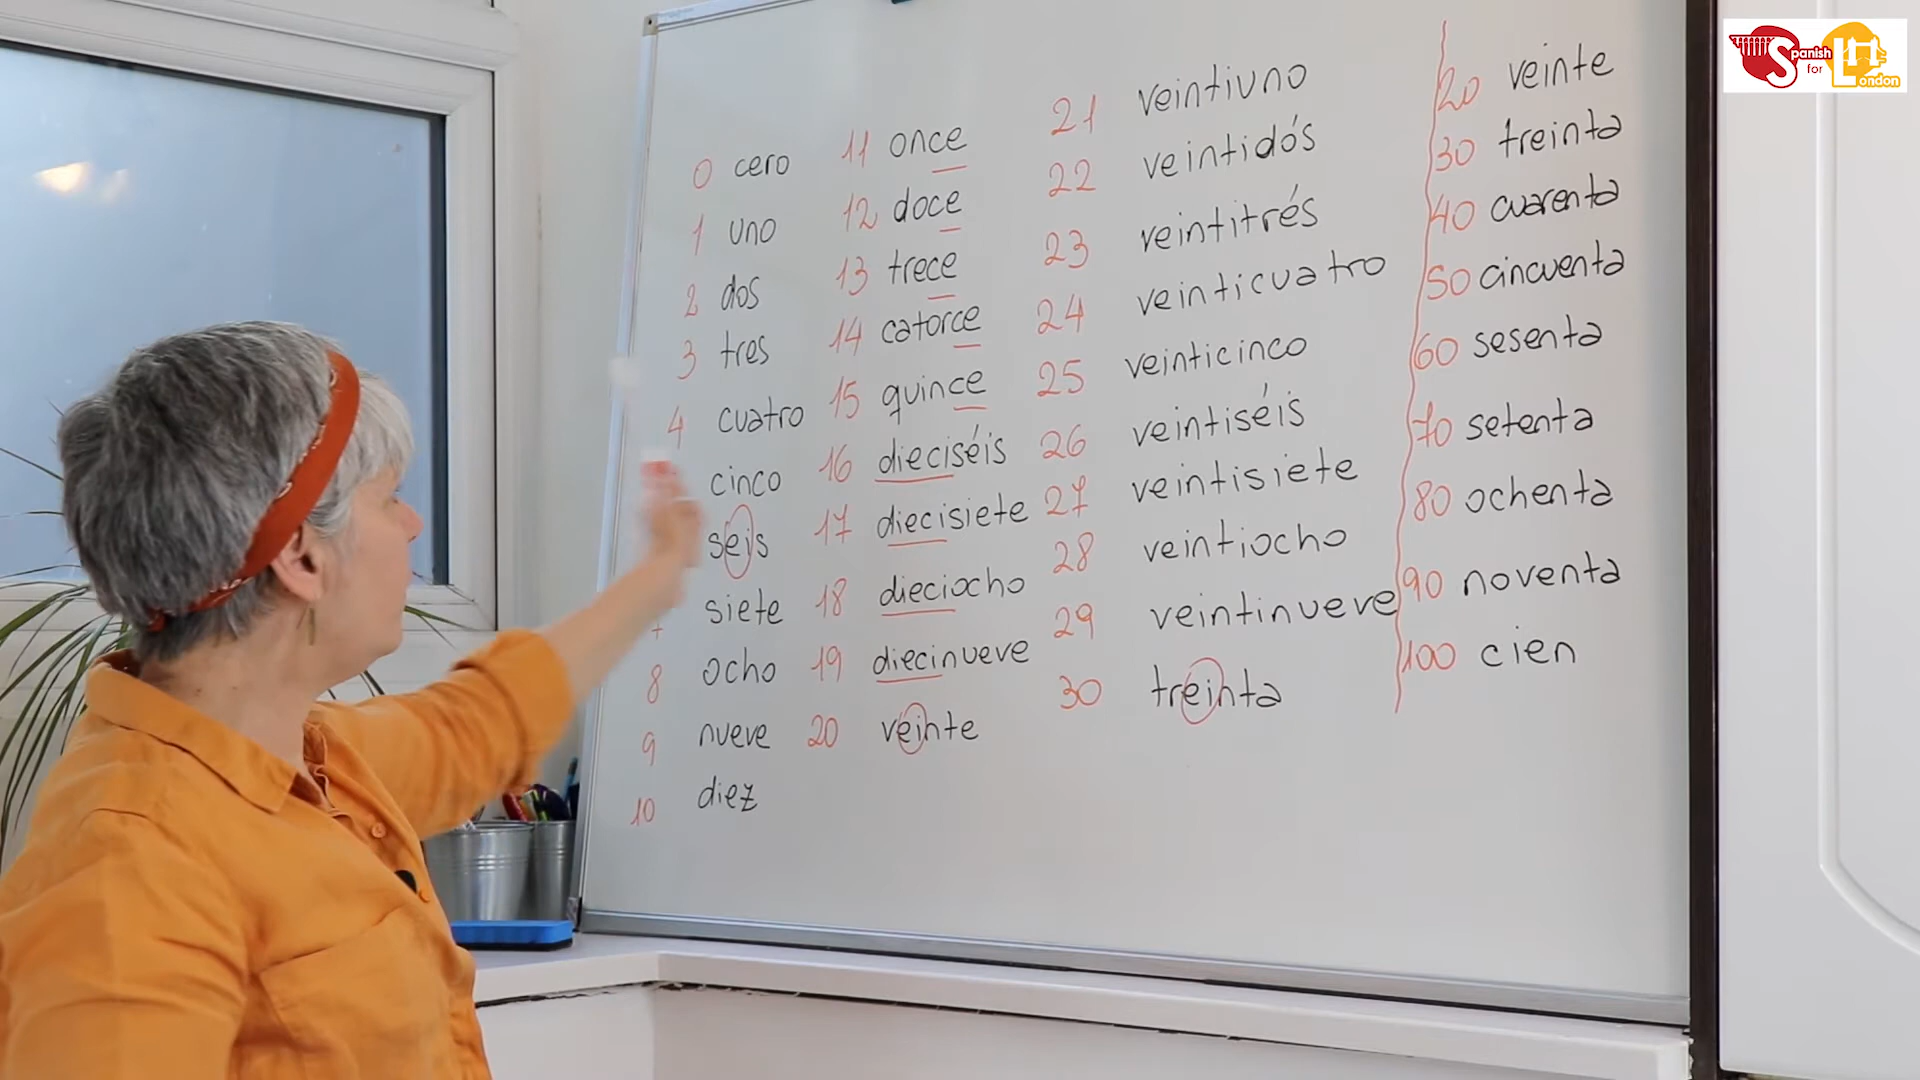 0 cero
1 uno
2 dos
3 tres
4 cuatro
cinco
seis
siete
8 ocho
9 nueve
10 diez
11 once
12 doce
13 trece
14 catorce
15 quince
16 dieciséis
17 diecisiete
18 dieciocho
19 diecinueve
20 veinte
21 veintiuno
22 veintidós
23 veintitrés
24 veinticuatro
25 veinticinco
26 veintiséis
27 veintisiete
28 veintiocho
29 veintinueve
30 treinta
20 veinte
30 treinta
40 cuarenta
50 cincuenta
60 sesenta
70 setenta
80 ochenta
90 noventa
100 cien
Spanish
for London